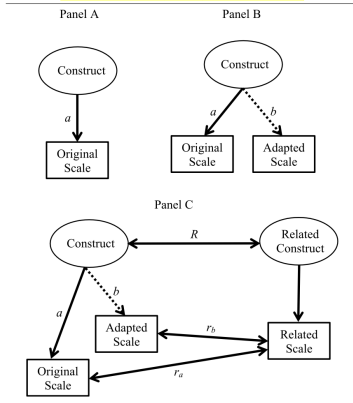 Panel A
Panel B
Construct
Construct
a
a
b
Original
Scale
Original
Scale
Adapted
Scale
Panel C
Construct
R
Related
Construct
a
b
Adapted
Scale
r_b
Related
Scale
Original
Scale
r_a